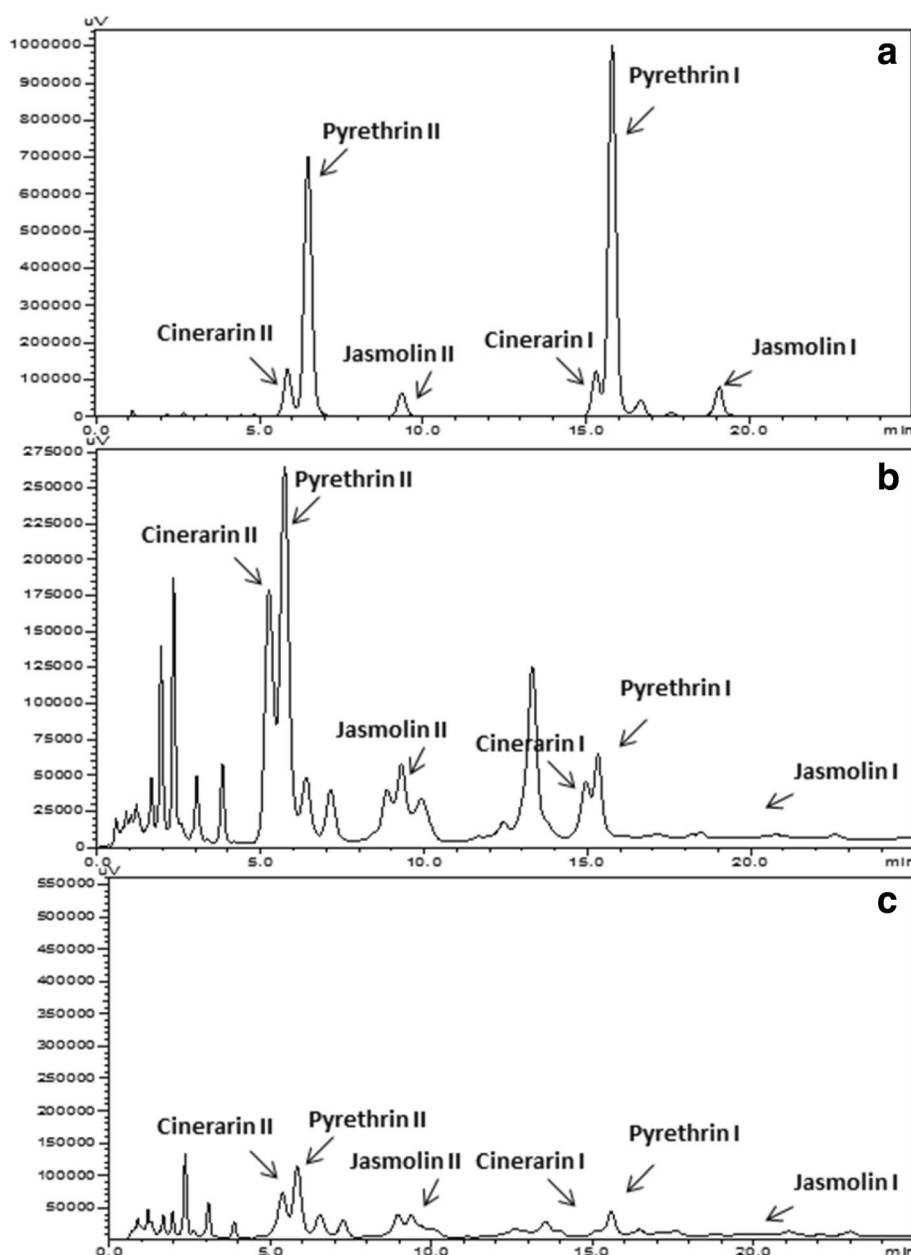 uV
a
1000000
Pyrethrin I
900000
800000
Pyrethrin II
700000
600000
500000
400000
300000
Cinerarin II
Cinerarin I
Jasmolin II
Jasmolin I
200000
100000
0
0.0 5.0 10.0 15.0 20.0 min
uV
b
275000
Pyrethrin II
250000
225000
Cinerarin II
200000
175000
150000
125000
Pyrethrin I
100000
Jasmolin II
Cinerarin I
75000
Jasmolin I
50000
25000
0
0.0 5.0 10.0 15.0 20.0 min
uV
c
550000
500000
450000
400000
350000
300000
250000
200000
Cinerarin II
Pyrethrin II
Pyrethrin I
150000
Jasmolin II
Cinerarin I
100000
Jasmolin I
50000
0
0.0 5.0 10.0 15.0 20.0 min